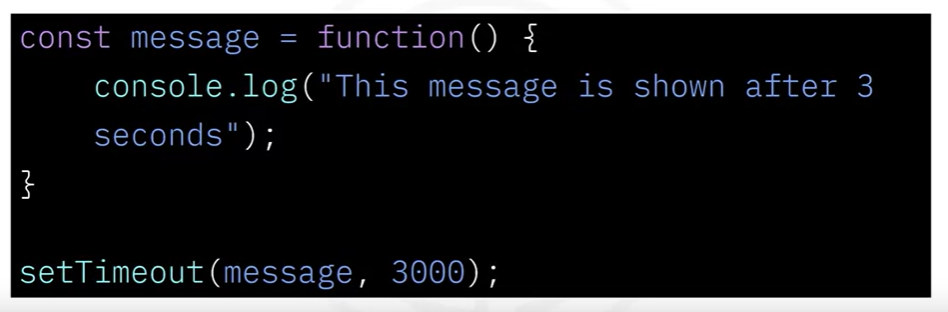 const message = function() {
    console.log("This message is shown after 3
    seconds");
}
setTimeout(message, 3000);